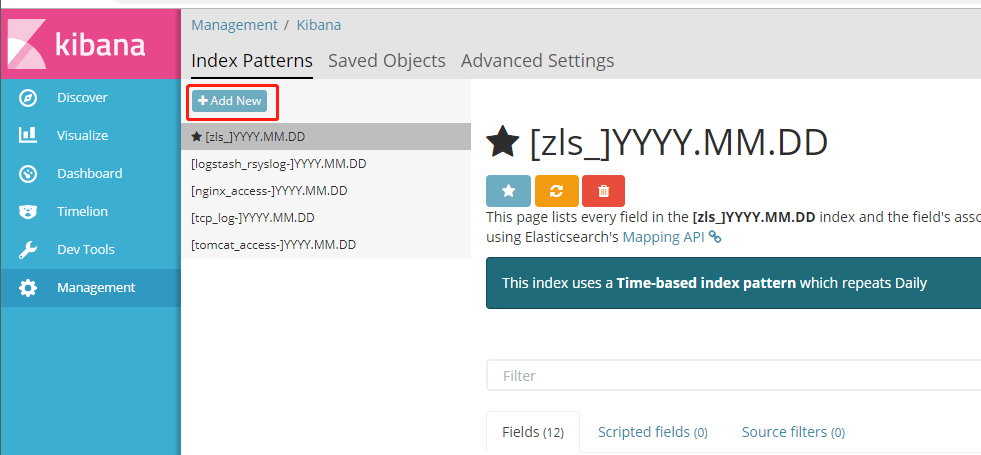 kibana
Discover
Visualize
Dashboard
Timelion
Dev Tools
Management
Management / Kibana
Index Patterns Saved Objects Advanced Settings
+ Add New
★ [zls_]YYYY.MM.DD
[logstash_rsyslog-]YYYY.MM.DD
[nginx_access-]YYYY.MM.DD
[tcp_log-]YYYY.MM.DD
[tomcat_access-]YYYY.MM.DD
★ [zls_]YYYY.MM.DD
This page lists every field in the [zls_]YYYY.MM.DD index and the field's asso
using Elasticsearch's Mapping API
This index uses a Time-based index pattern which repeats Daily
Filter
Fields (12) Scripted fields (0) Source filters (0)